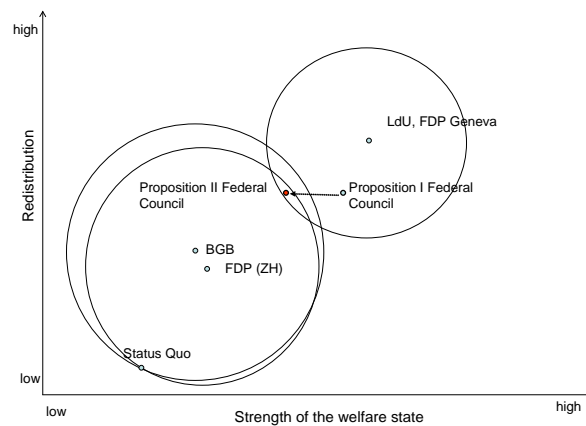 high
LdU, FDP Geneva
Redistribution
Proposition II Federal
Council
Proposition I Federal
Council
BGB
FDP (ZH)
Status Quo
low
low
high
Strength of the welfare state